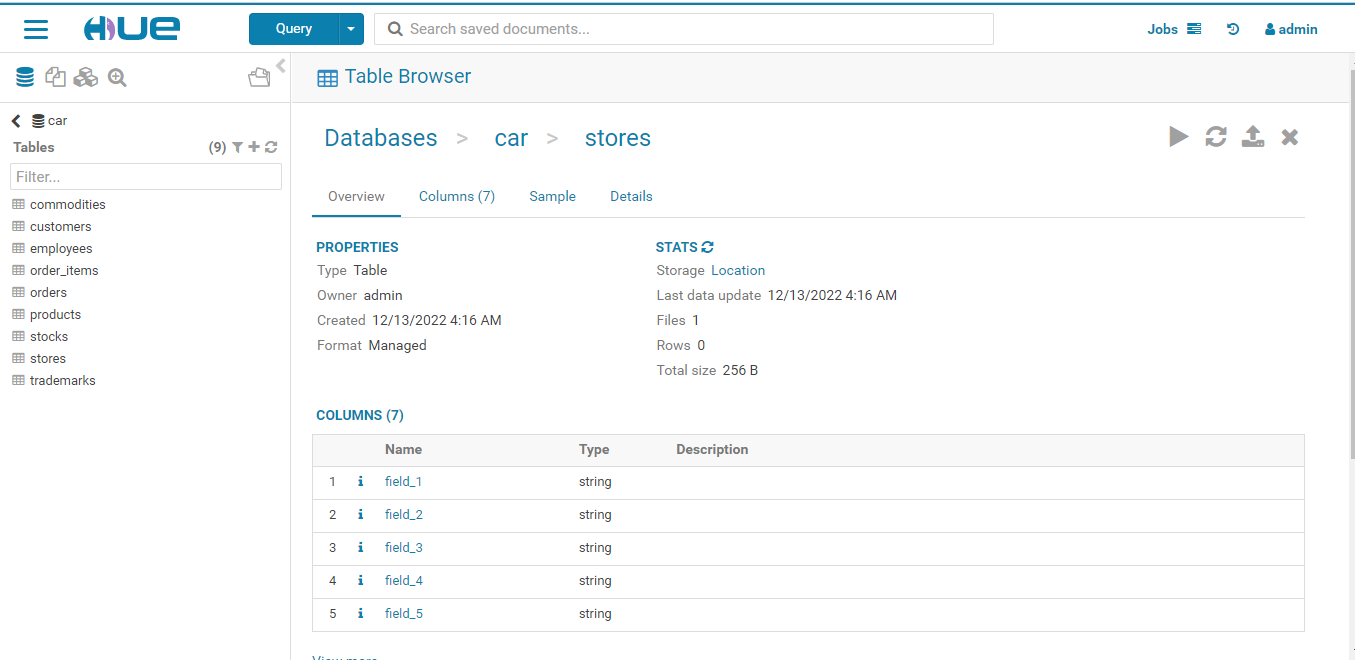 HUE
Query
Search saved documents...
Jobs
admin
Table Browser
car
Tables (9)
Filter...
commodities
customers
employees
order_items
orders
products
stocks
stores
trademarks
Databases > car > stores
Overview Columns (7) Sample Details
PROPERTIES
Type Table
Owner admin
Created 12/13/2022 4:16 AM
Format Managed
STATS
Storage Location
Last data update 12/13/2022 4:16 AM
Files 1
Rows 0
Total size 256 B
COLUMNS (7)
Name Type Description
1 i field_1 string
2 i field_2 string
3 i field_3 string
4 i field_4 string
5 i field_5 string
View more